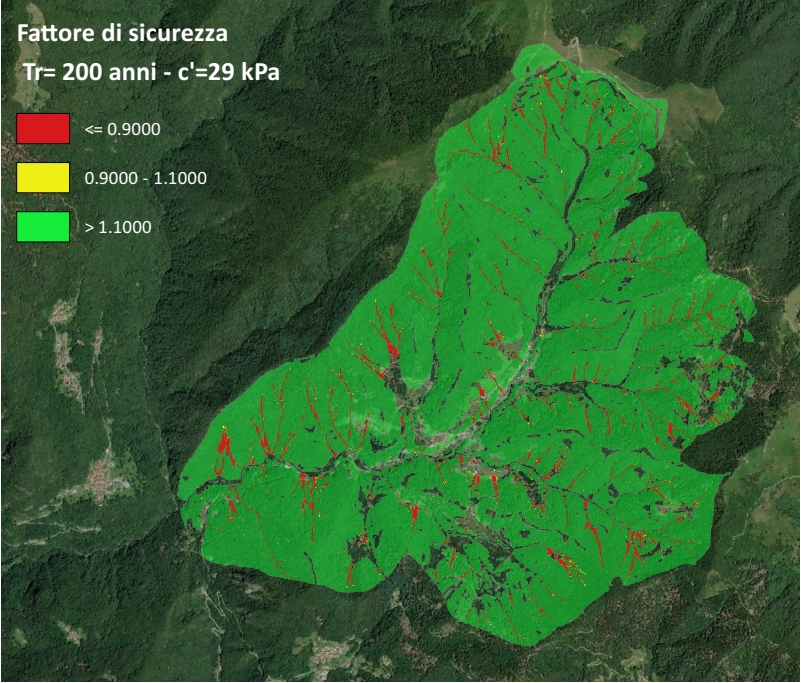 Fattore di sicurezza
Tr= 200 anni - c'=29 kPa
<= 0.9000
0.9000 - 1.1000
> 1.1000